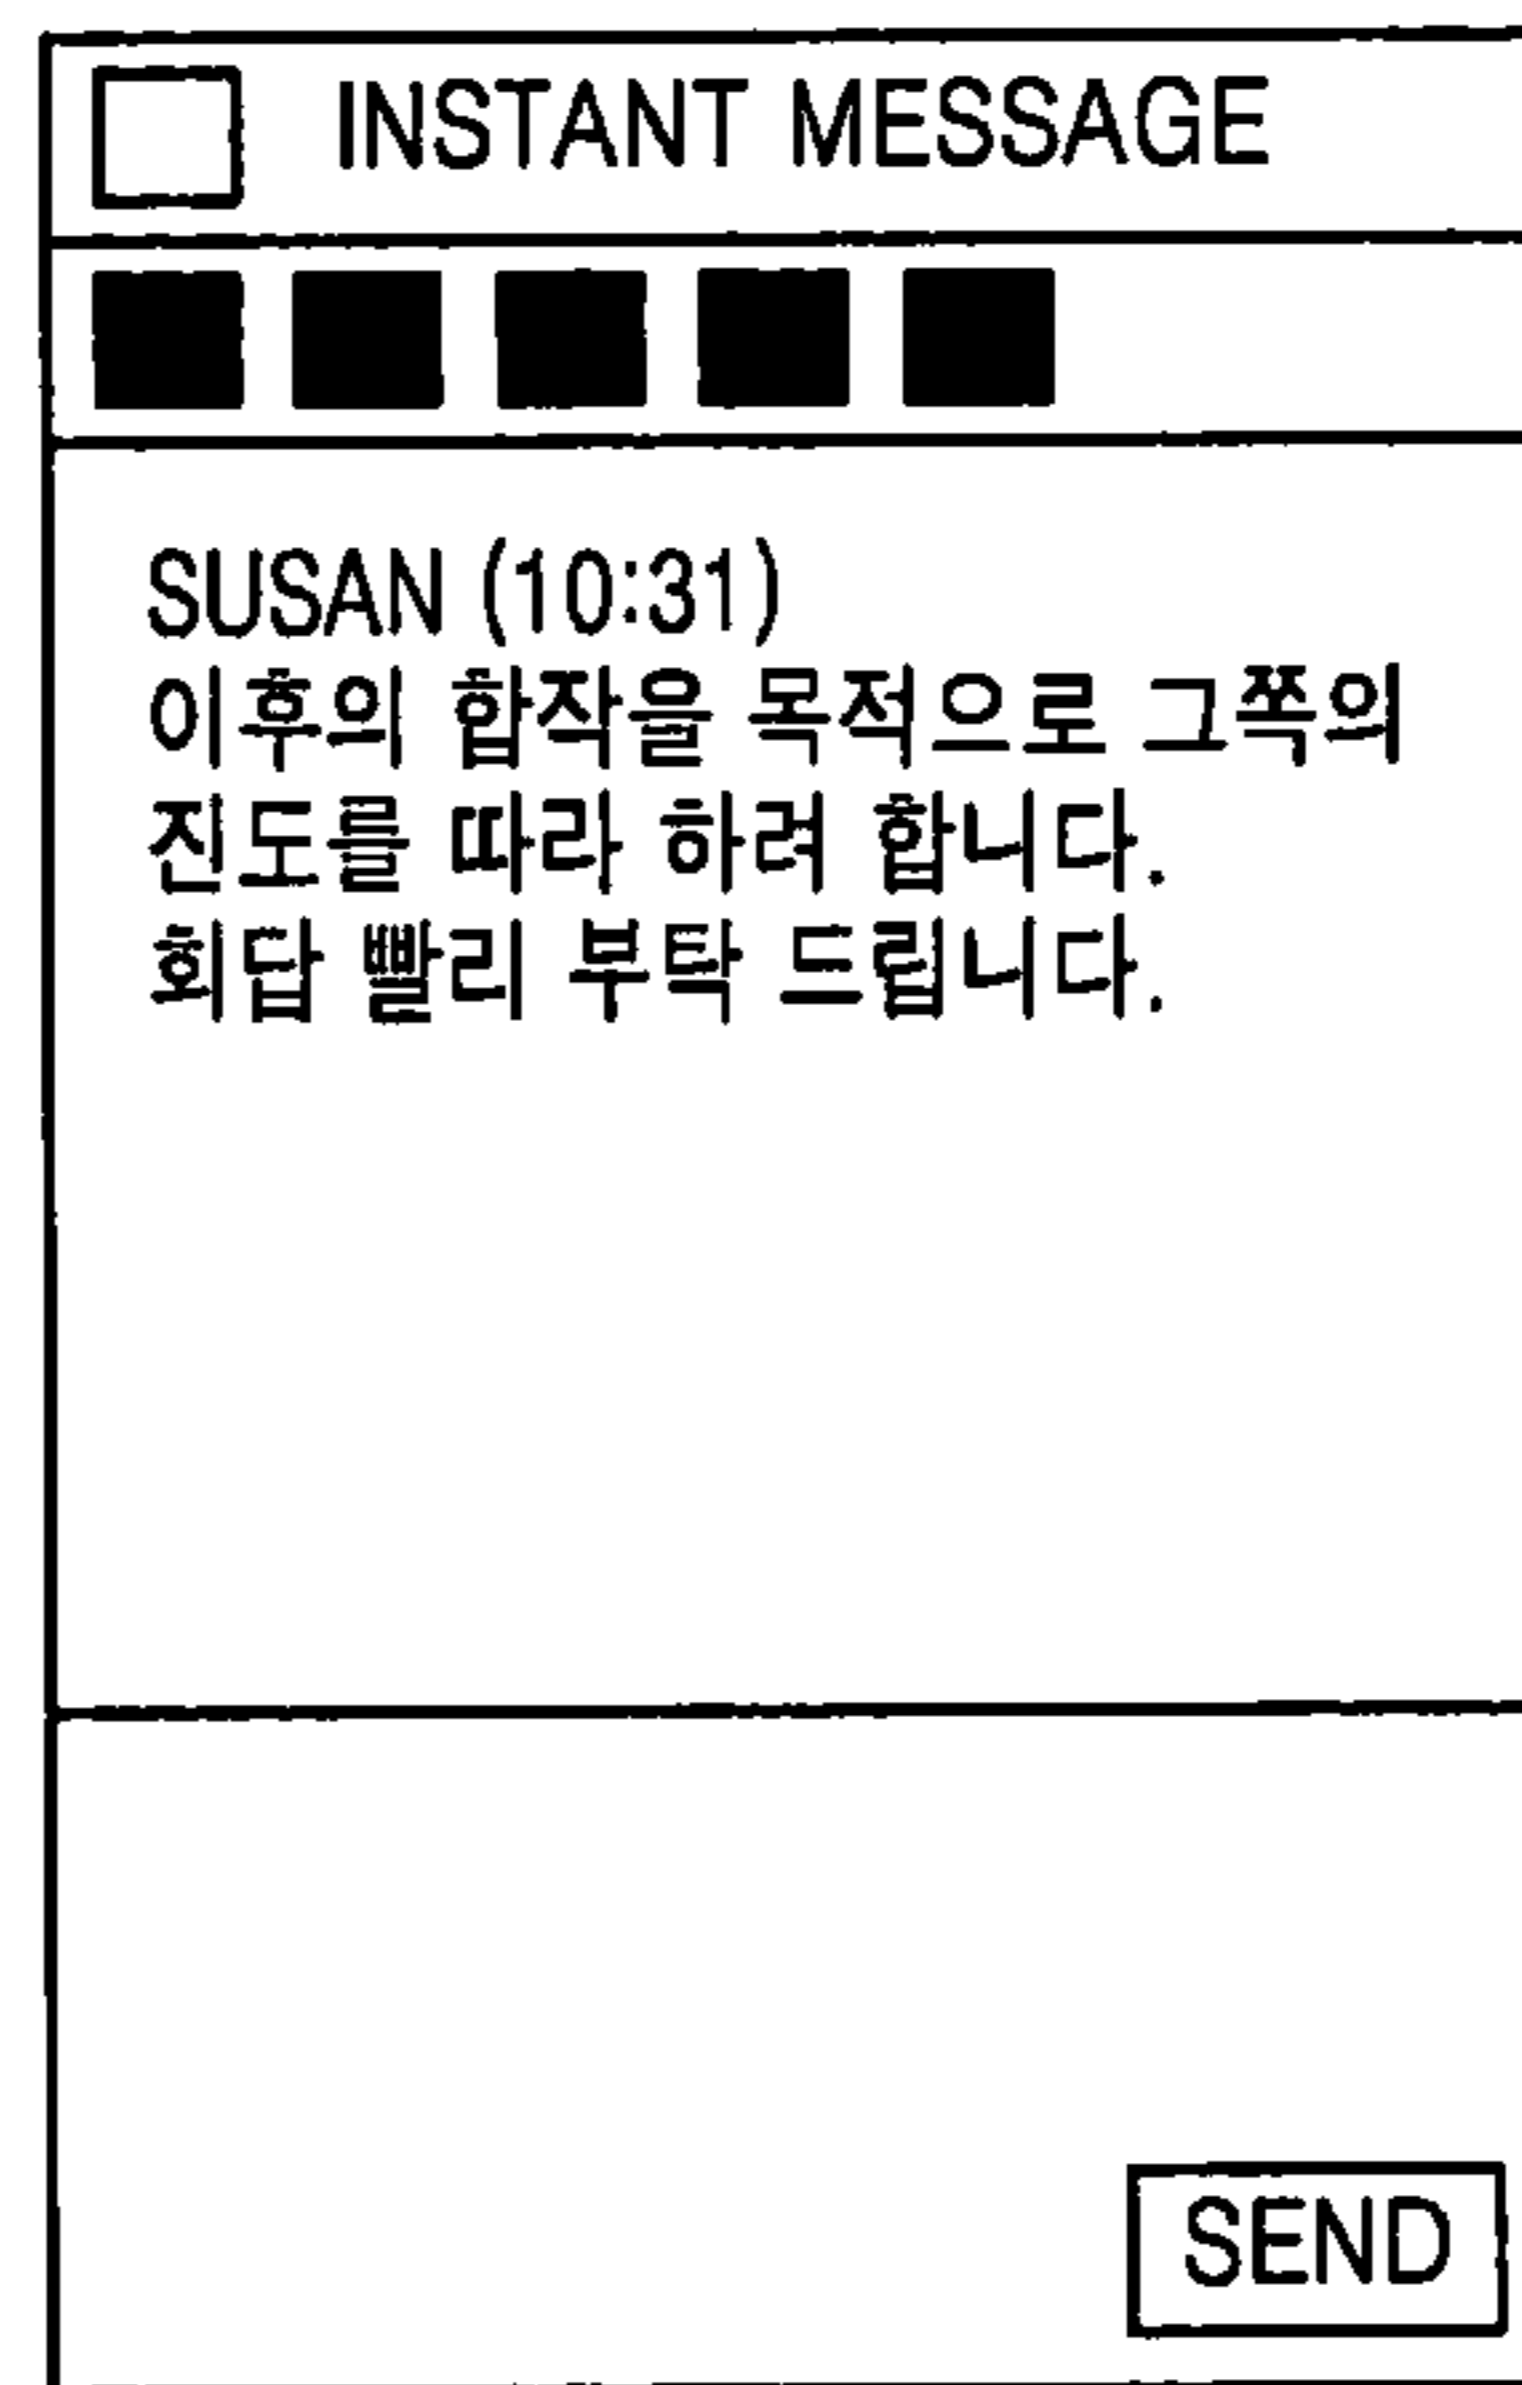 INSTANT MESSAGE
SUSAN (10:31)
이후의 합작을 목적으로 그쪽의
진도를 따라 하려 합니다.
회답 빨리 부탁 드립니다.
SEND